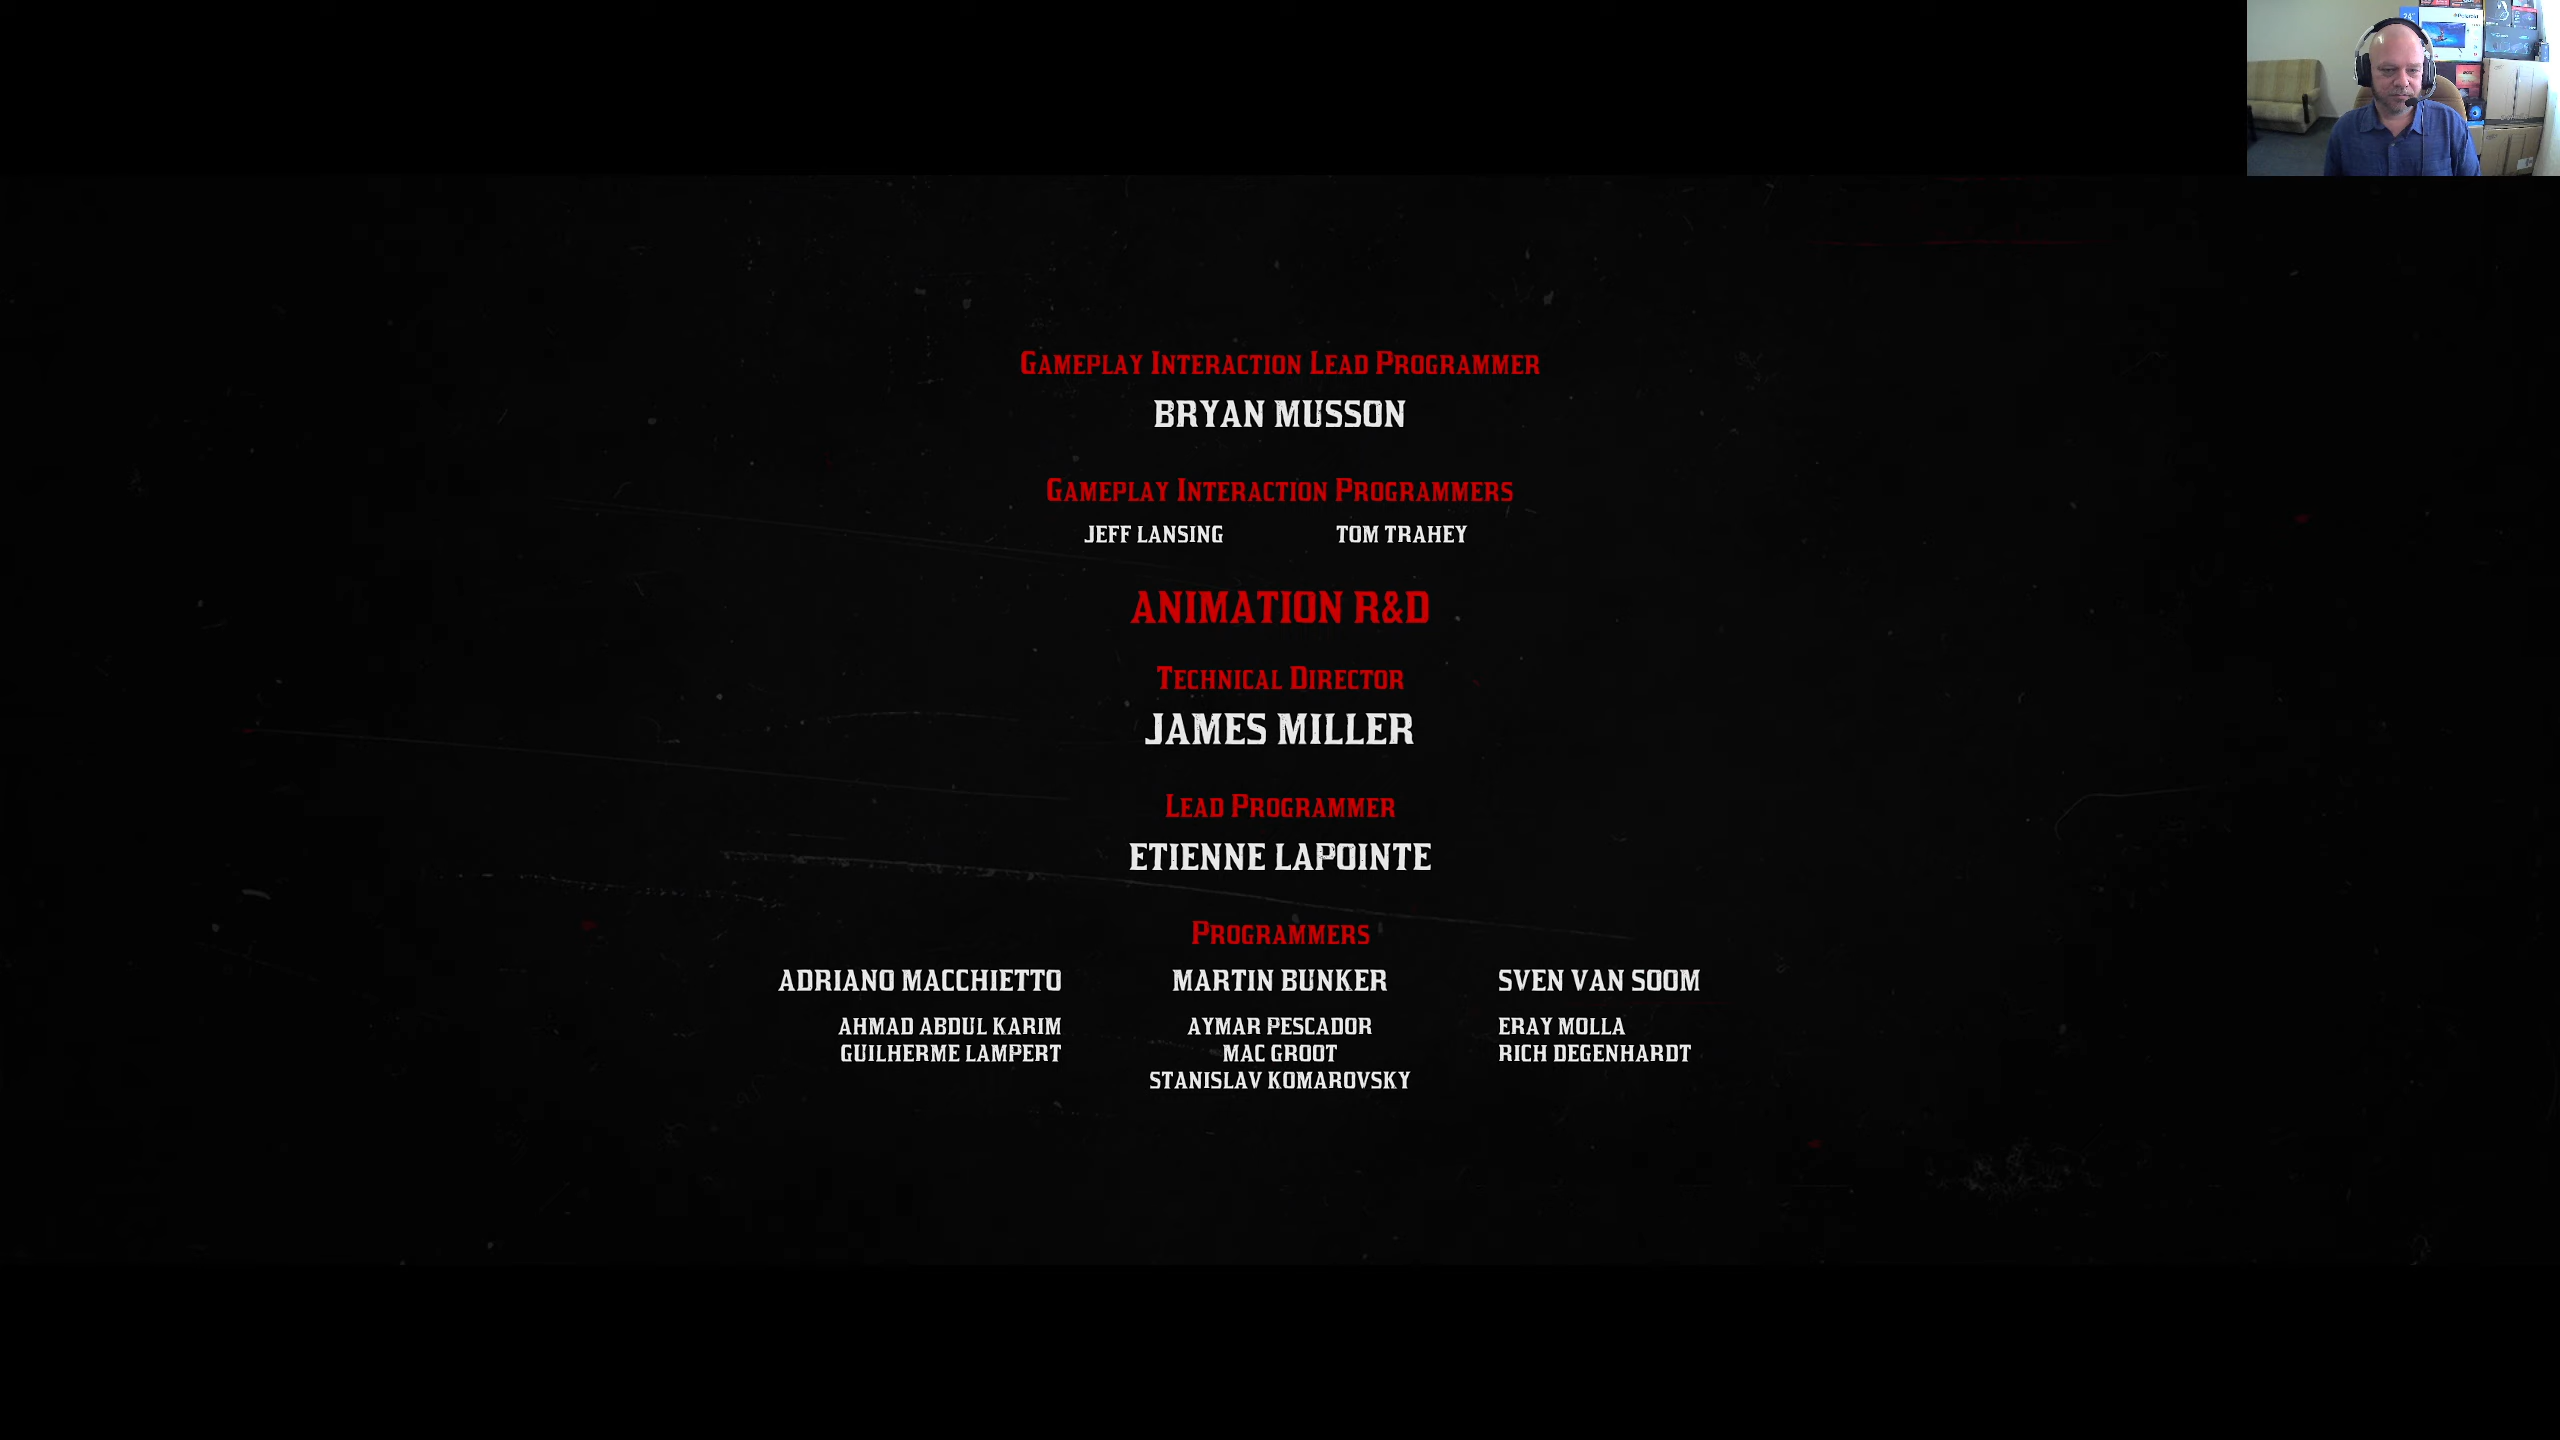 Gameplay Interaction Lead Programmer
BRYAN MUSSON
Gameplay Interaction Programmers
JEFF LANSING TOM TRAHEY
ANIMATION R&D
Technical Director
JAMES MILLER
Lead Programmer
ETIENNE LAPOINTE
Programmers
ADRIANO MACCHIETTO MARTIN BUNKER SVEN VAN SOOM
AHMAD ABDUL KARIM AYMAR PESCADOR ERAY MOLLA
GUILHERME LAMPERT MAC GROOT RICH DEGENHARDT
STANISLAV KOMAROVSKY
24"
Polaroid